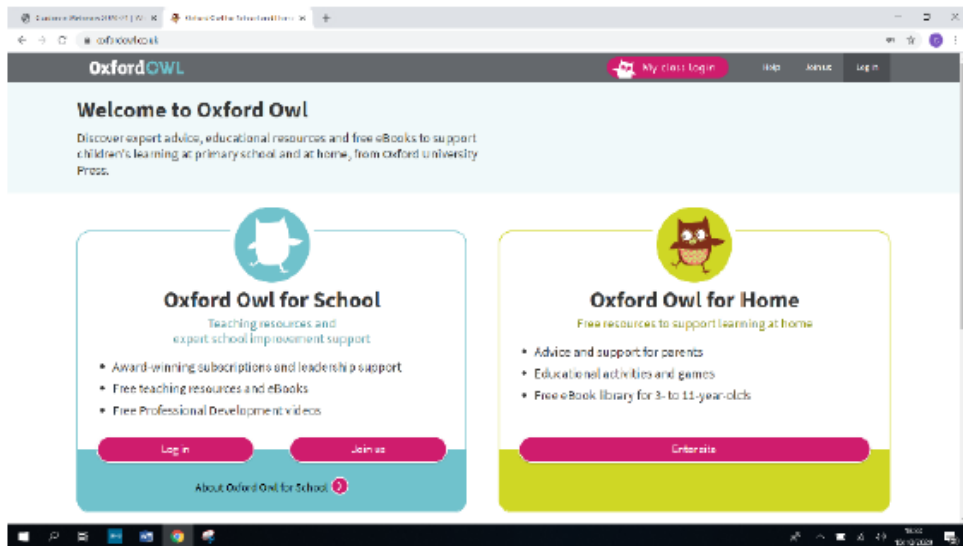 oxfordowl.co.uk
OxfordOWL
My class login
Help
Join us
Log in
Welcome to Oxford Owl
Discover expert advice, educational resources and free eBooks to support
children's learning at primary school and at home, from Oxford University
Press.
Oxford Owl for School
Teaching resources and
expert school improvement support
• Award-winning subscriptions and leadership support
• Free teaching resources and eBooks
• Free Professional Development videos
Log in
Join us
About Oxford Owl for School
Oxford Owl for Home
Free resources to support learning at home
• Advice and support for parents
• Educational activities and games
• Free eBook library for 3- to 11-year-olds
Enter site